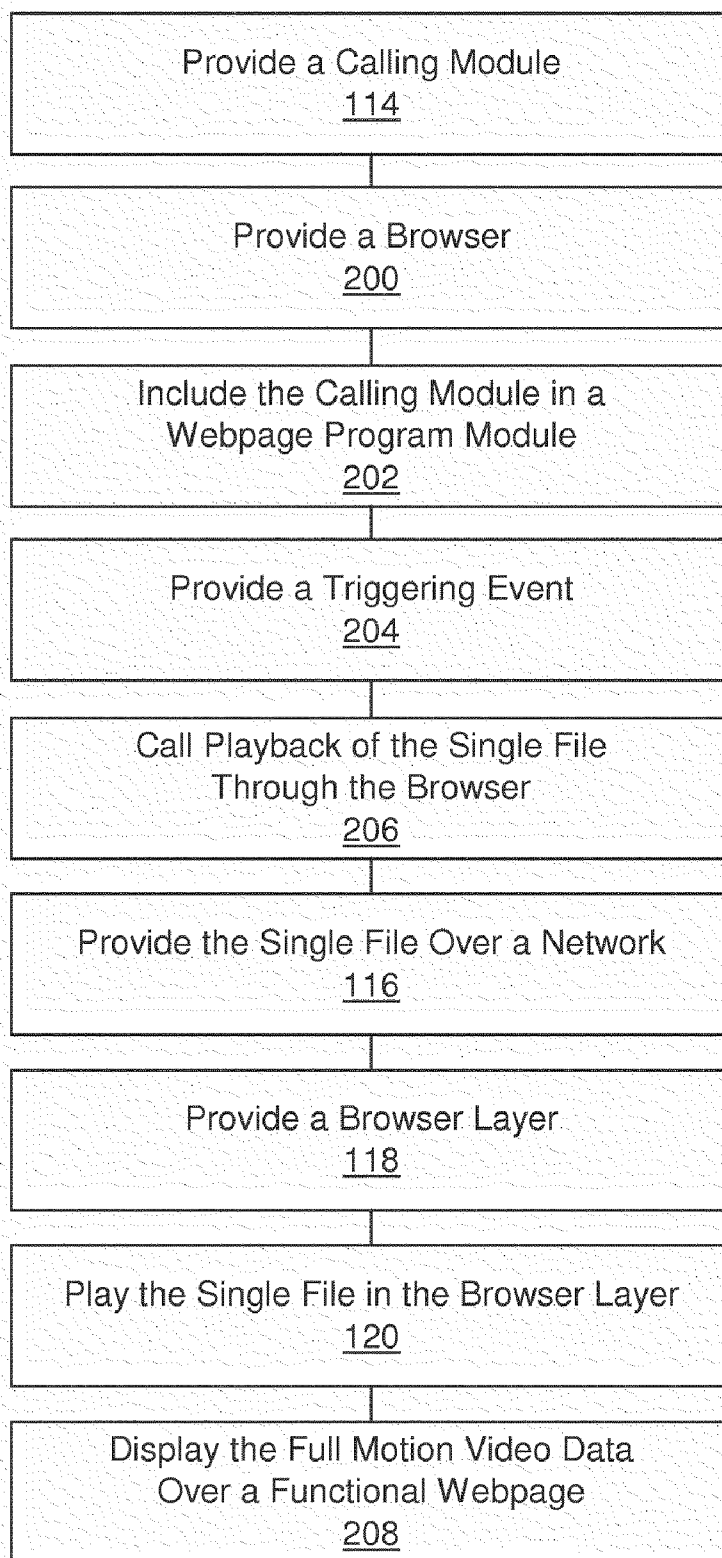 Provide a Calling Module
114
Provide a Browser
200
Include the Calling Module in a
Webpage Program Module
202
Provide a Triggering Event
204
Call Playback of the Single File
Through the Browser
206
Provide the Single File Over a Network
116
Provide a Browser Layer
118
Play the Single File in the Browser Layer
120
Display the Full Motion Video Data
Over a Functional Webpage
208